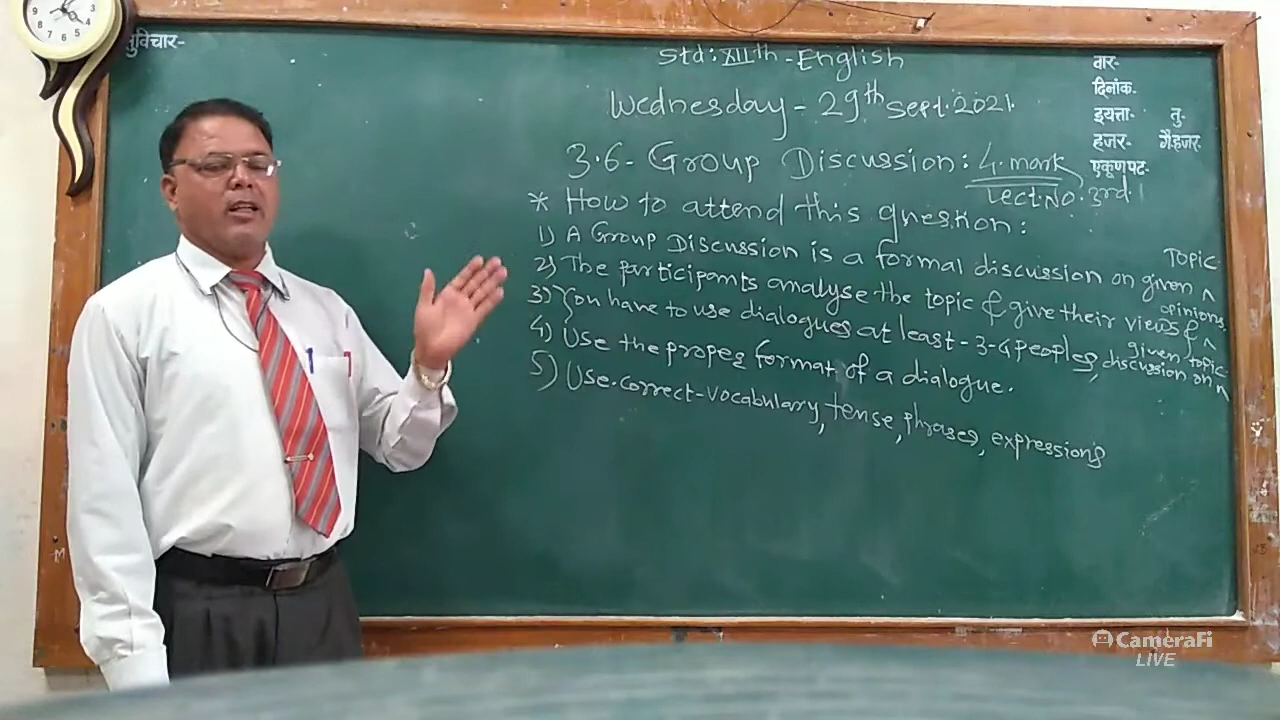 सुविचार-
Std: XIIth - English
Wednesday - 29th Sept. 2021.
3.6 - Group Discussion: 4. mark
Lect. No. 3rd.
* How to attend this question:
1) A Group Discussion is a formal discussion on given ^ Topic.
2) The participants analyse the topic & give their views & ^ opinions.
3) You have to use dialogues at least - 3-4 peoples, discussion on ^ given topic.
4) Use the proper format of a dialogue.
5) Use. correct - vocabulary, tense, phrases, expressions
वार-
दिनांक-
इयत्ता- तु-
हजर- गैहजर-
एकूणपट-
CameraFi
LIVE